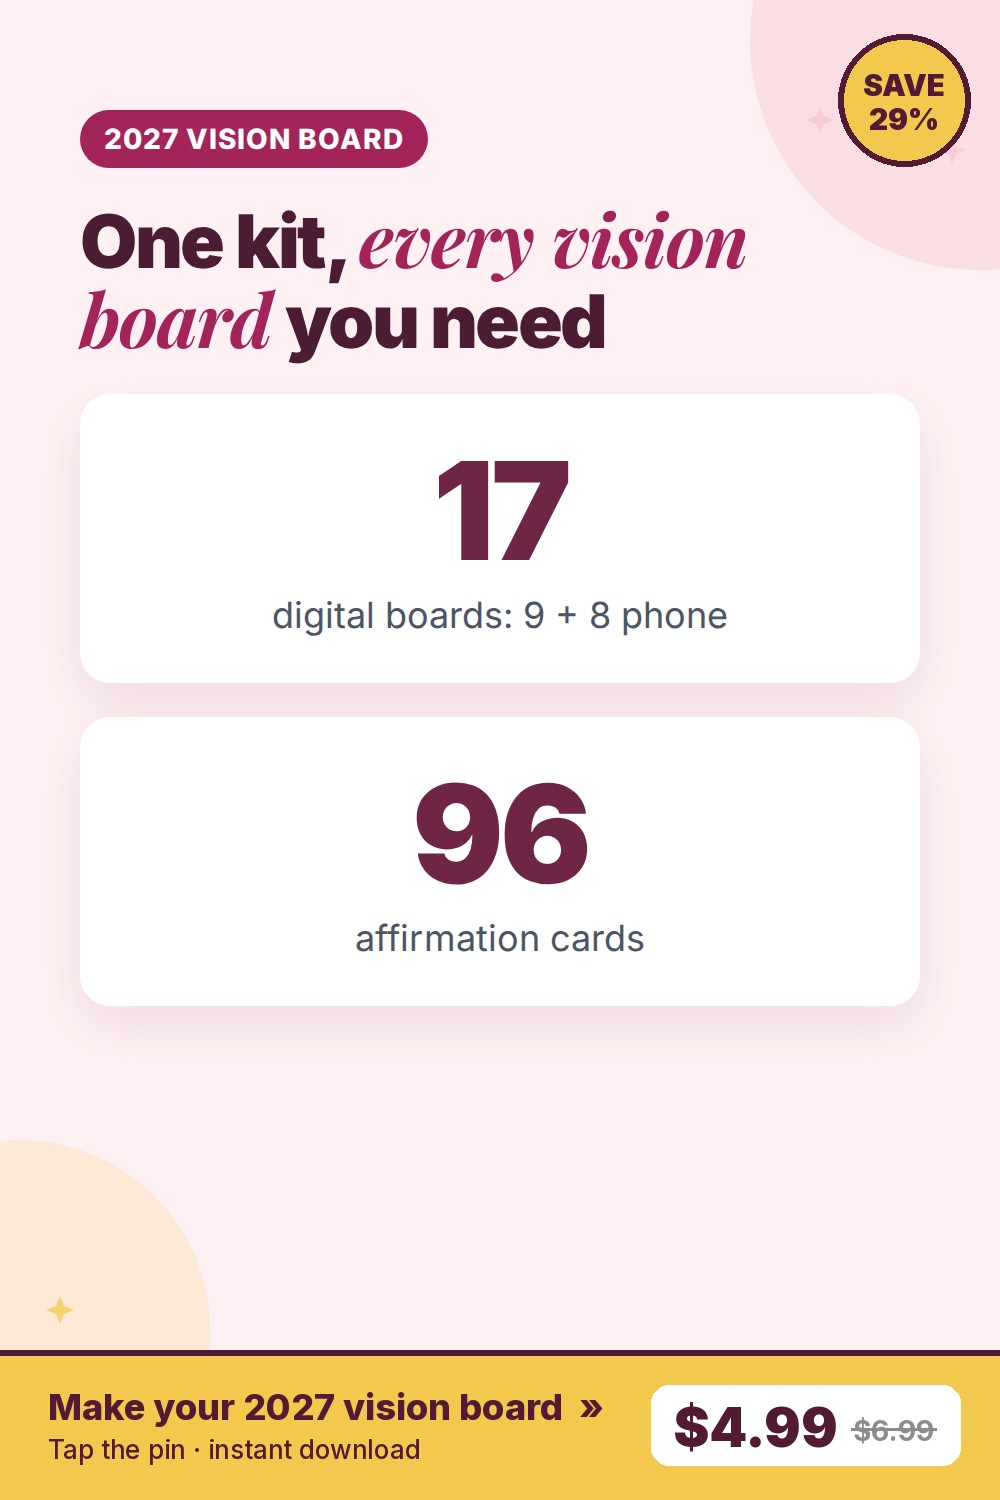 SAVE
29%
2027 VISION BOARD
One kit, every vision
board you need
17
digital boards: 9 + 8 phone
96
affirmation cards
Make your 2027 vision board »
Tap the pin · instant download
$4.99 $6.99